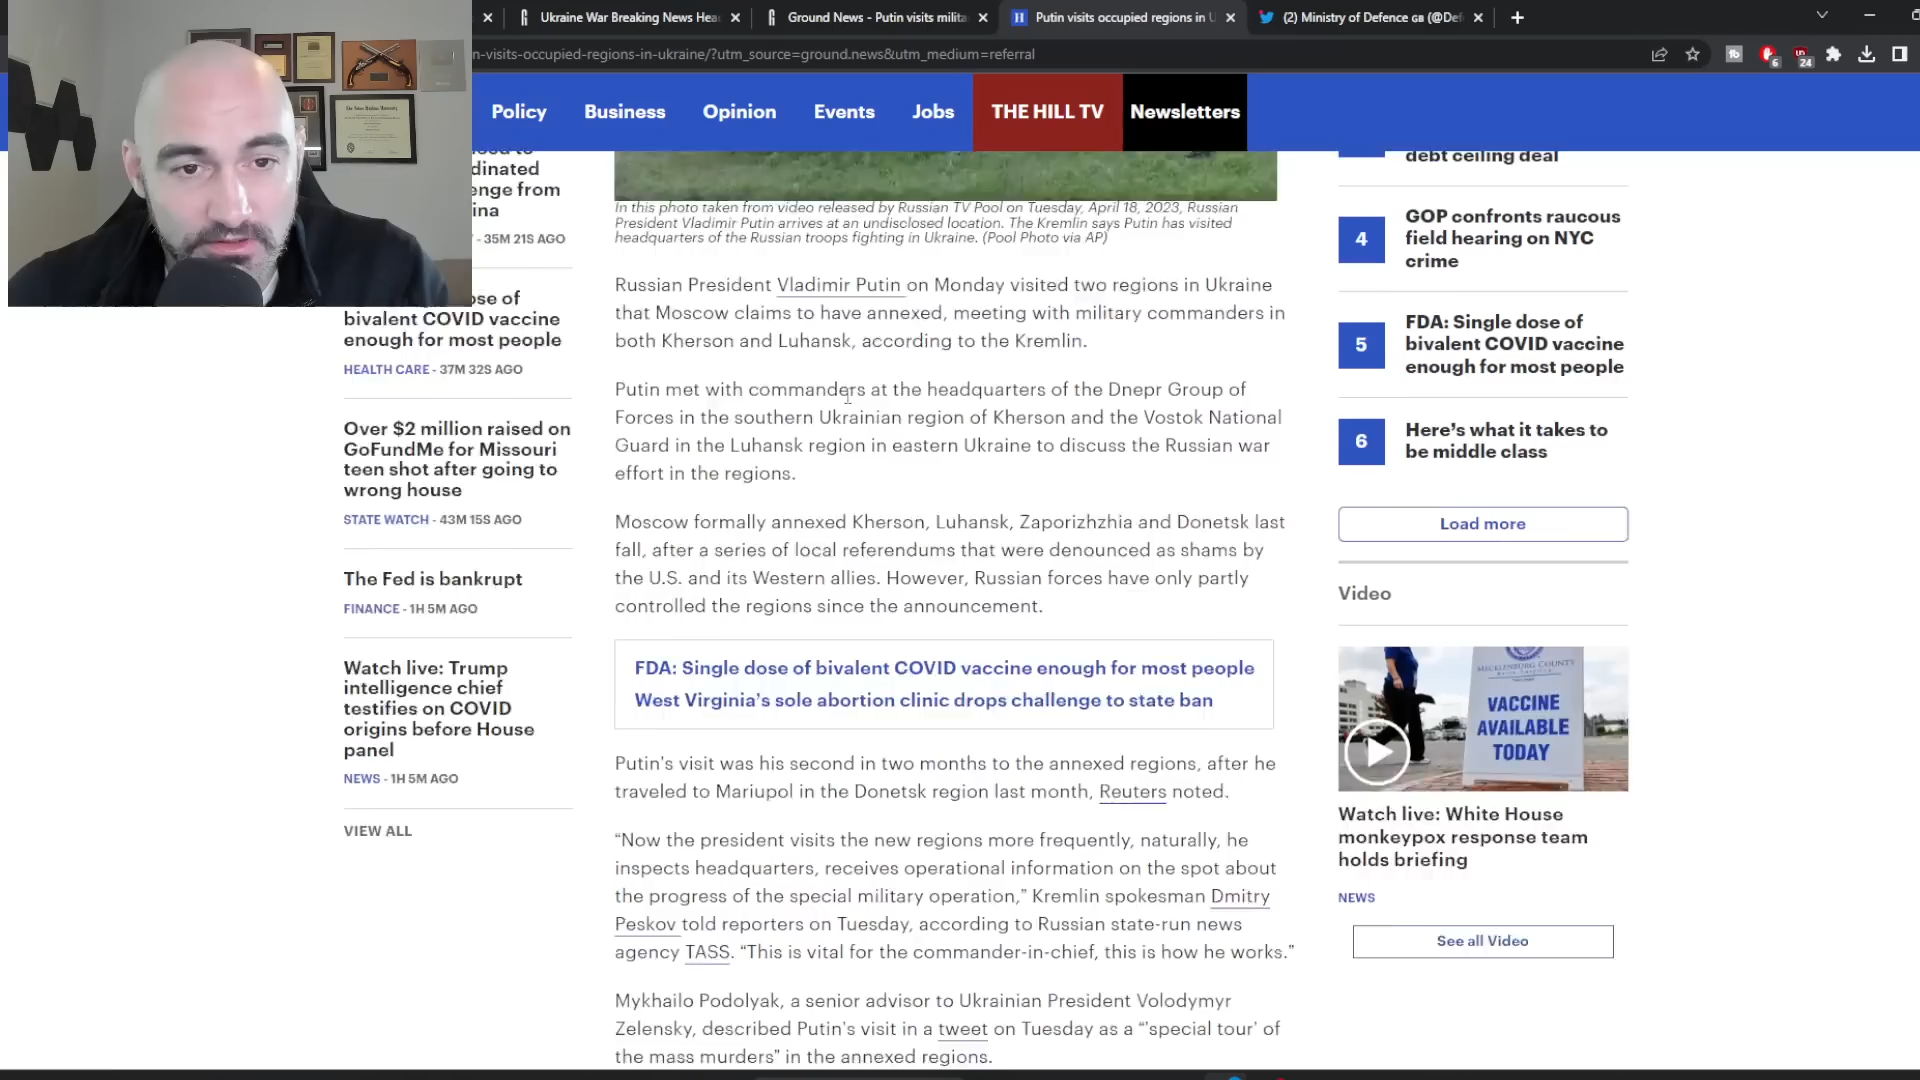 Ukraine War Breaking News Hea
Ground News - Putin visits milita
Putin visits occupied regions in U
(2) Ministry of Defence GB (@Def
n-visits-occupied-regions-in-ukraine/?utm_source=ground.news&utm_medium=referral
6
24
Policy
Business
Opinion
Events
Jobs
THE HILL TV
Newsletters
dinated
enge from
ina
- 35M 21S AGO
ose of
bivalent COVID vaccine
enough for most people
HEALTH CARE - 37M 32S AGO
Over $2 million raised on
GoFundMe for Missouri
teen shot after going to
wrong house
STATE WATCH - 43M 15S AGO
The Fed is bankrupt
FINANCE - 1H 5M AGO
Watch live: Trump
intelligence chief
testifies on COVID
origins before House
panel
NEWS - 1H 5M AGO
VIEW ALL
In this photo taken from video released by Russian TV Pool on Tuesday, April 18, 2023, Russian
President Vladimir Putin arrives at an undisclosed location. The Kremlin says Putin has visited
headquarters of the Russian troops fighting in Ukraine. (Pool Photo via AP)
Russian President Vladimir Putin on Monday visited two regions in Ukraine
that Moscow claims to have annexed, meeting with military commanders in
both Kherson and Luhansk, according to the Kremlin.
Putin met with commanders at the headquarters of the Dnepr Group of
Forces in the southern Ukrainian region of Kherson and the Vostok National
Guard in the Luhansk region in eastern Ukraine to discuss the Russian war
effort in the regions.
Moscow formally annexed Kherson, Luhansk, Zaporizhzhia and Donetsk last
fall, after a series of local referendums that were denounced as shams by
the U.S. and its Western allies. However, Russian forces have only partly
controlled the regions since the announcement.
FDA: Single dose of bivalent COVID vaccine enough for most people
West Virginia's sole abortion clinic drops challenge to state ban
Putin's visit was his second in two months to the annexed regions, after he
traveled to Mariupol in the Donetsk region last month, Reuters noted.
“Now the president visits the new regions more frequently, naturally, he
inspects headquarters, receives operational information on the spot about
the progress of the special military operation,” Kremlin spokesman Dmitry
Peskov told reporters on Tuesday, according to Russian state-run news
agency TASS. “This is vital for the commander-in-chief, this is how he works.”
Mykhailo Podolyak, a senior advisor to Ukrainian President Volodymyr
Zelensky, described Putin's visit in a tweet on Tuesday as a “'special tour' of
the mass murders” in the annexed regions.
debt ceiling deal
4
GOP confronts raucous
field hearing on NYC
crime
5
FDA: Single dose of
bivalent COVID vaccine
enough for most people
6
Here's what it takes to
be middle class
Load more
Video
MECKLENBURG COUNTY
VACCINE
AVAILABLE
TODAY
Watch live: White House
monkeypox response team
holds briefing
NEWS
See all Video